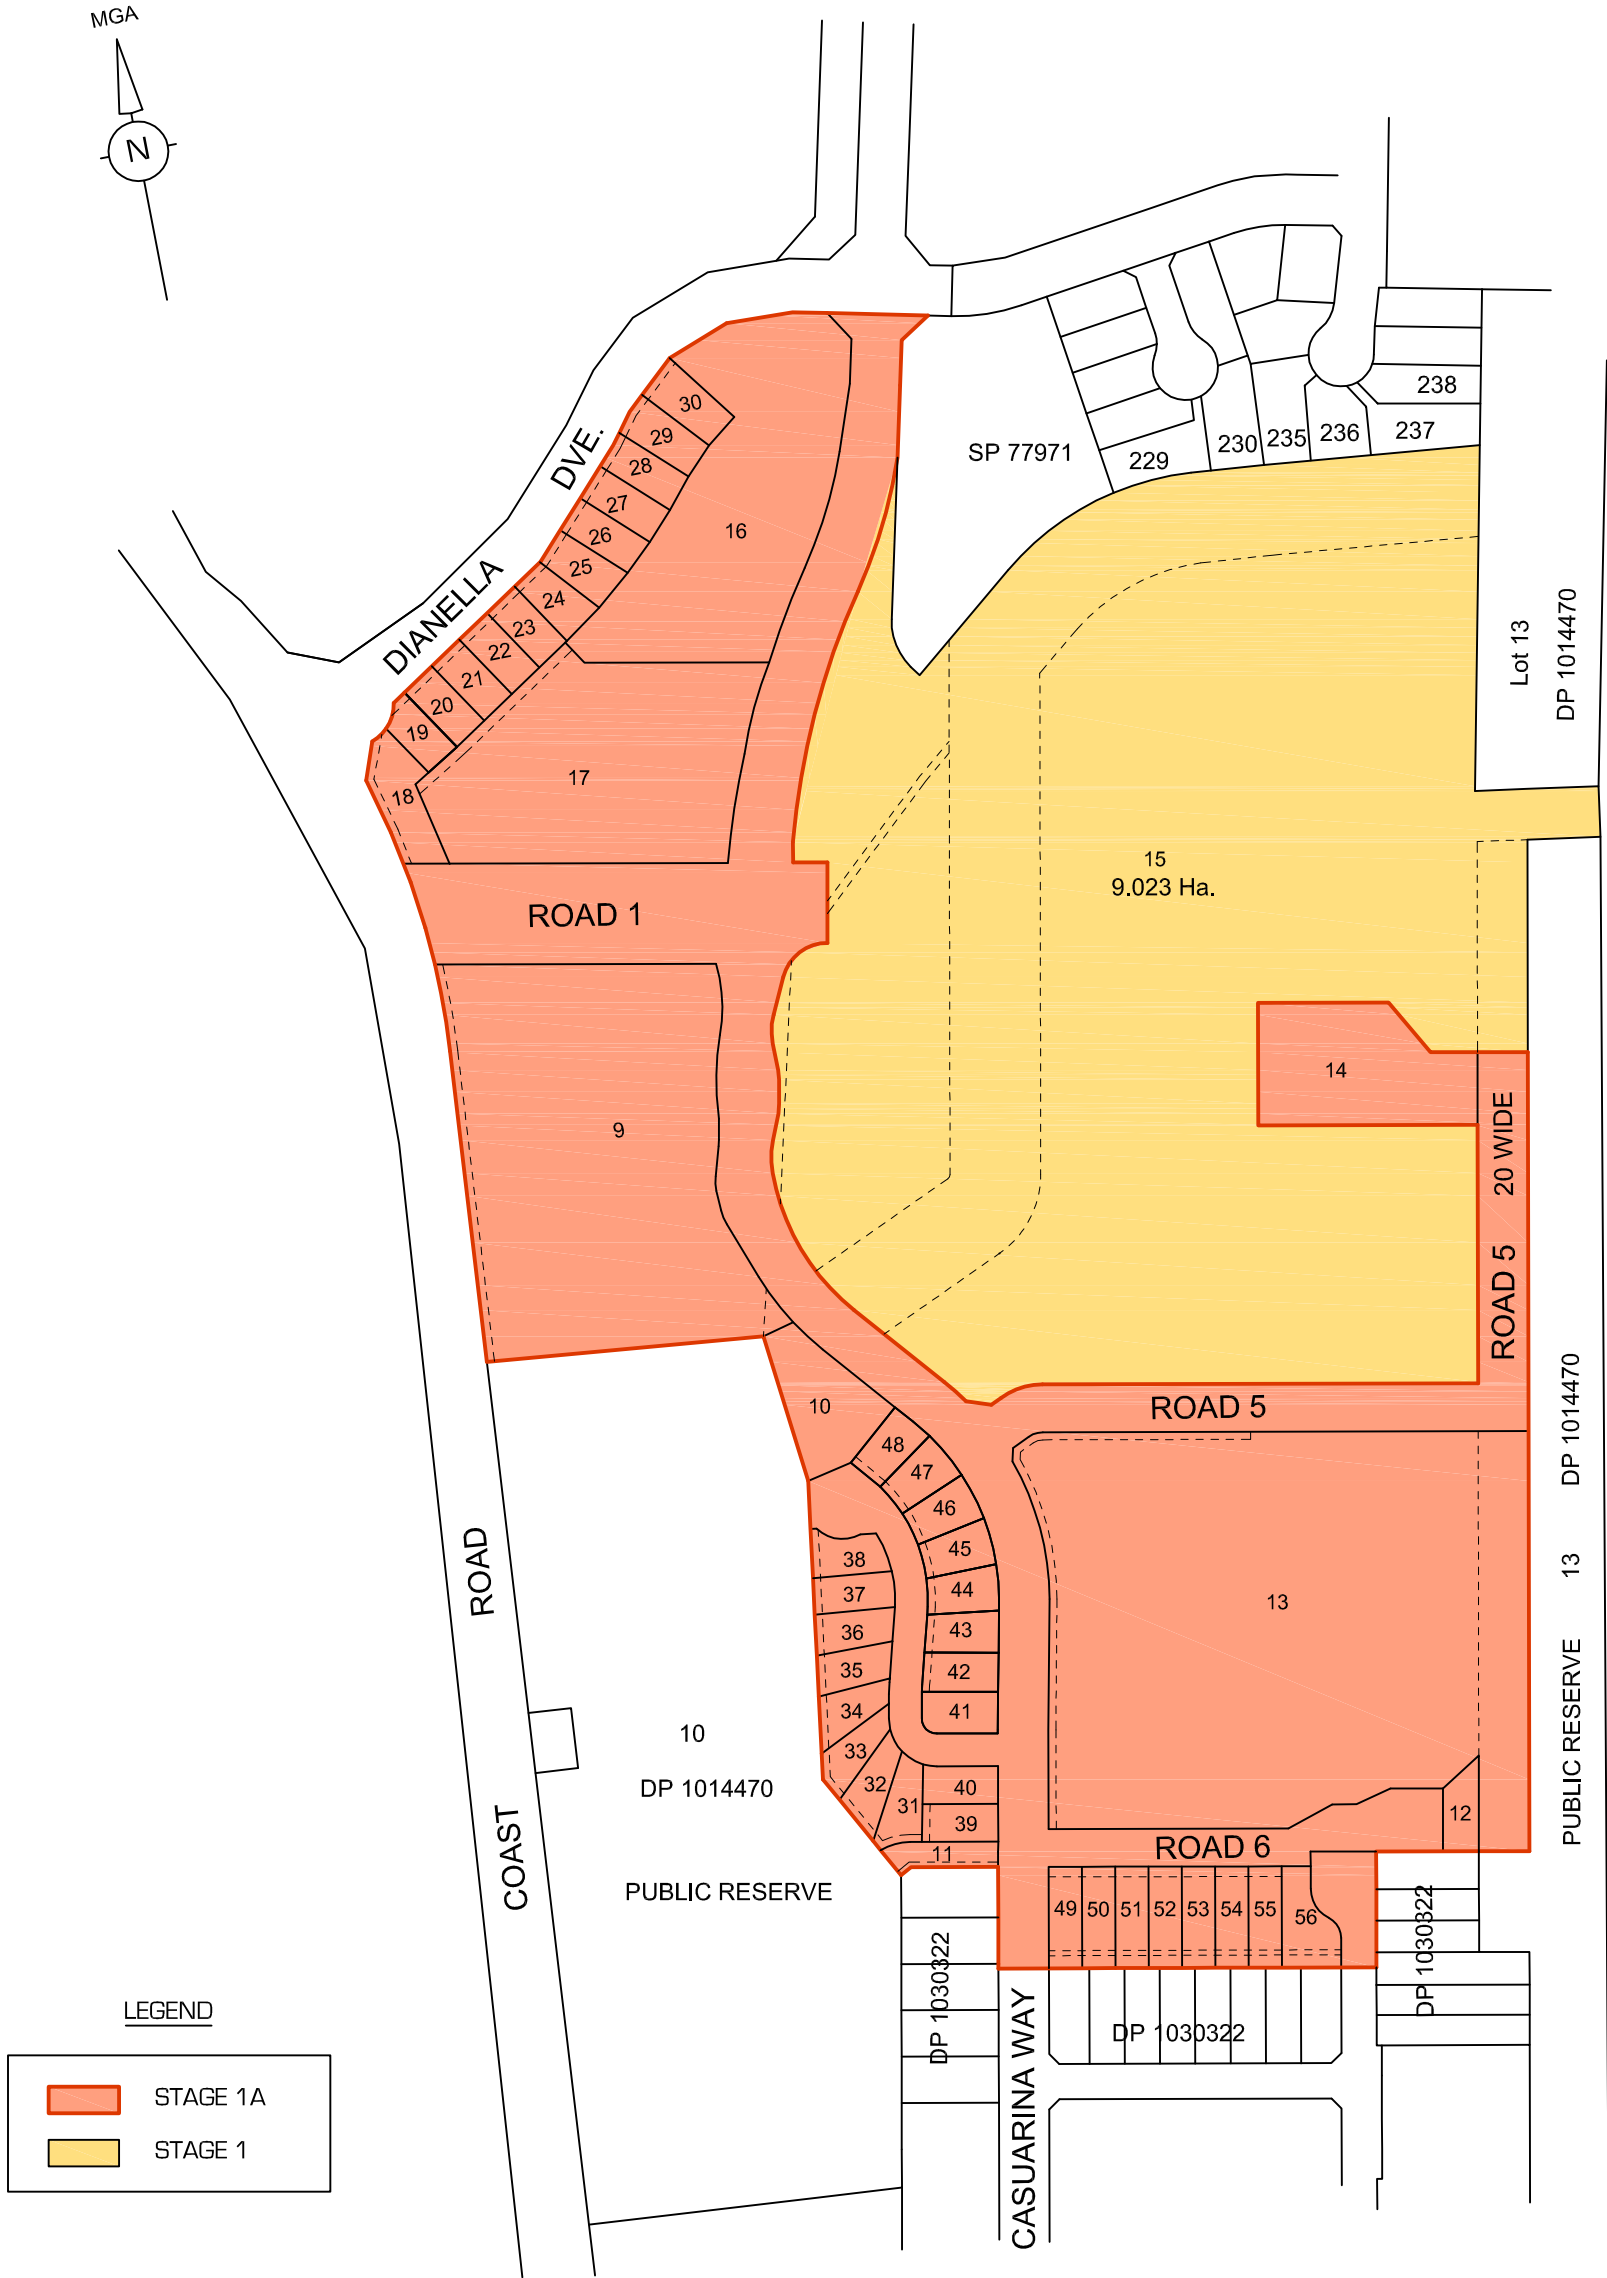 MGA
N
DIANELLA DVE.
SP 77971
229
230
235
236
237
238
30
29
28
27
26
25
24
23
22
21
20
19
18
16
17
Lot 13
DP 1014470
15
9.023 Ha.
ROAD 1
14
9
20 WIDE
ROAD 5
ROAD 5
10
48
47
46
45
44
43
42
41
38
37
36
35
34
33
32
31
40
39
11
13
12
ROAD 6
49
50
51
52
53
54
55
56
PUBLIC RESERVE 13 DP 1014470
COAST ROAD
10
DP 1014470
PUBLIC RESERVE
DP 1030322
CASUARINA WAY
DP 1030322
DP 1030322
LEGEND
STAGE 1A
STAGE 1